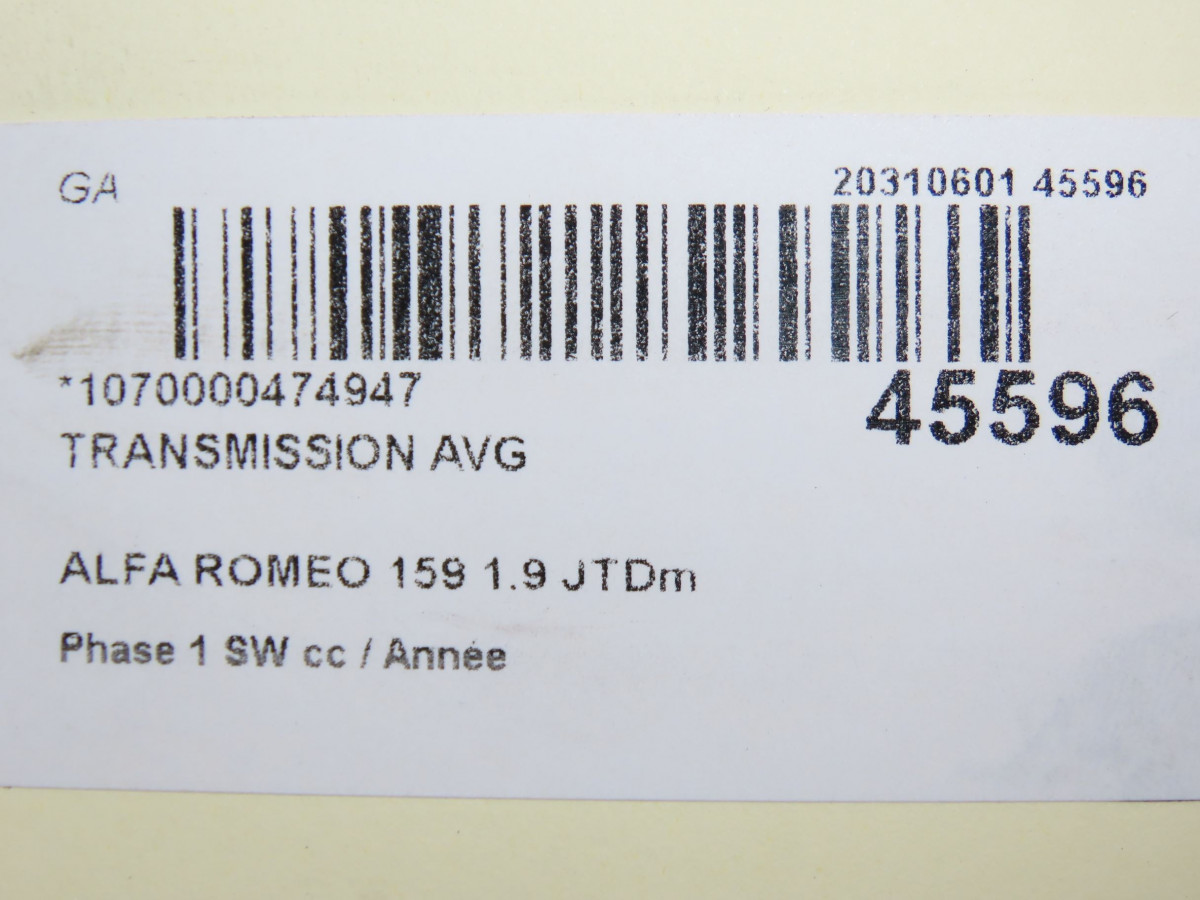 GA
20310601 45596
*1070000474947
45596
TRANSMISSION AVG
ALFA ROMEO 159 1.9 JTDm
Phase 1 SW cc / Année